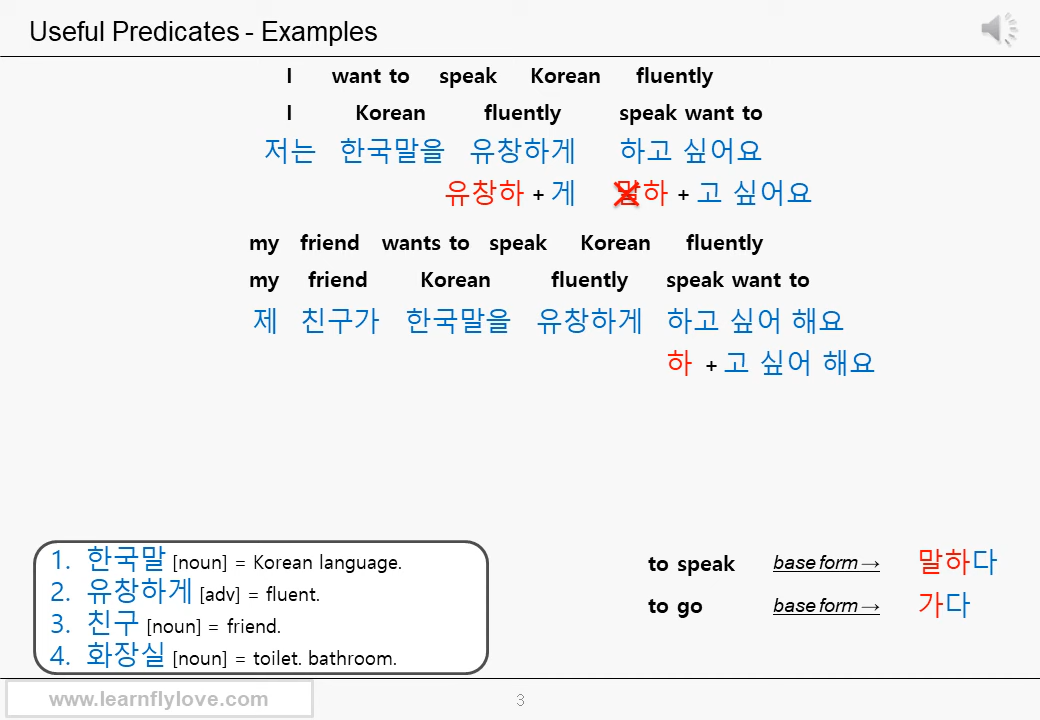 Useful Predicates - Examples
I want to speak Korean fluently
I Korean fluently speak want to
저는 한국말을 유창하게 하고 싶어요
유창하 + 게 말하 + 고 싶어요
my friend wants to speak Korean fluently
my friend Korean fluently speak want to
제 친구가 한국말을 유창하게 하고 싶어 해요
하 + 고 싶어 해요
1. 한국말 [noun] = Korean language.
2. 유창하게 [adv] = fluent.
3. 친구 [noun] = friend.
4. 화장실 [noun] = toilet. bathroom.
to speak base form → 말하다
to go base form → 가다
www.learnflylove.com
3